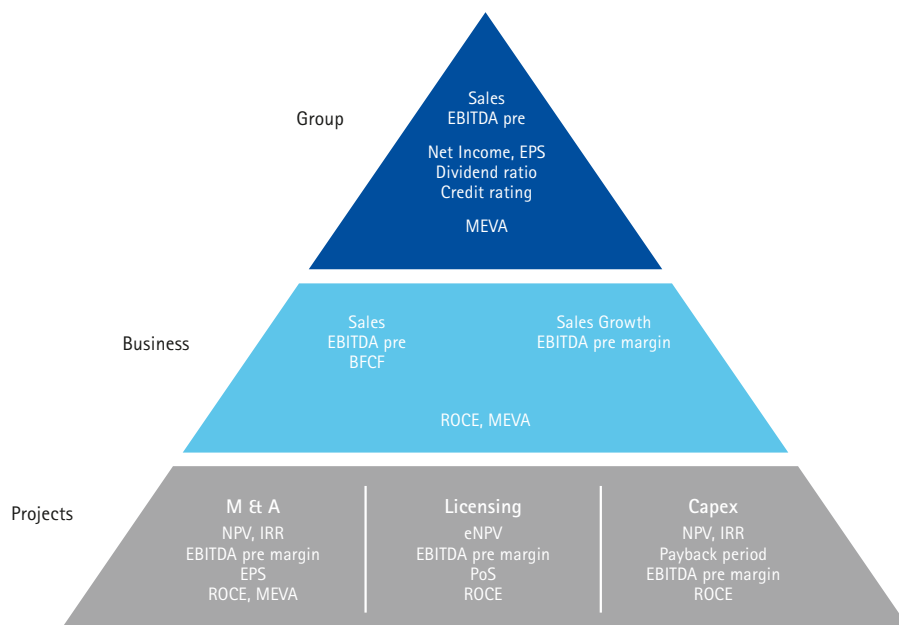 Group
Sales
EBITDA pre
Net Income, EPS
Dividend ratio
Credit rating
MEVA
Business
Sales
EBITDA pre
BFCF
Sales Growth
EBITDA pre margin
ROCE, MEVA
Projects
M & A
NPV, IRR
EBITDA pre margin
EPS
ROCE, MEVA
Licensing
eNPV
EBITDA pre margin
PoS
ROCE
Capex
NPV, IRR
Payback period
EBITDA pre margin
ROCE